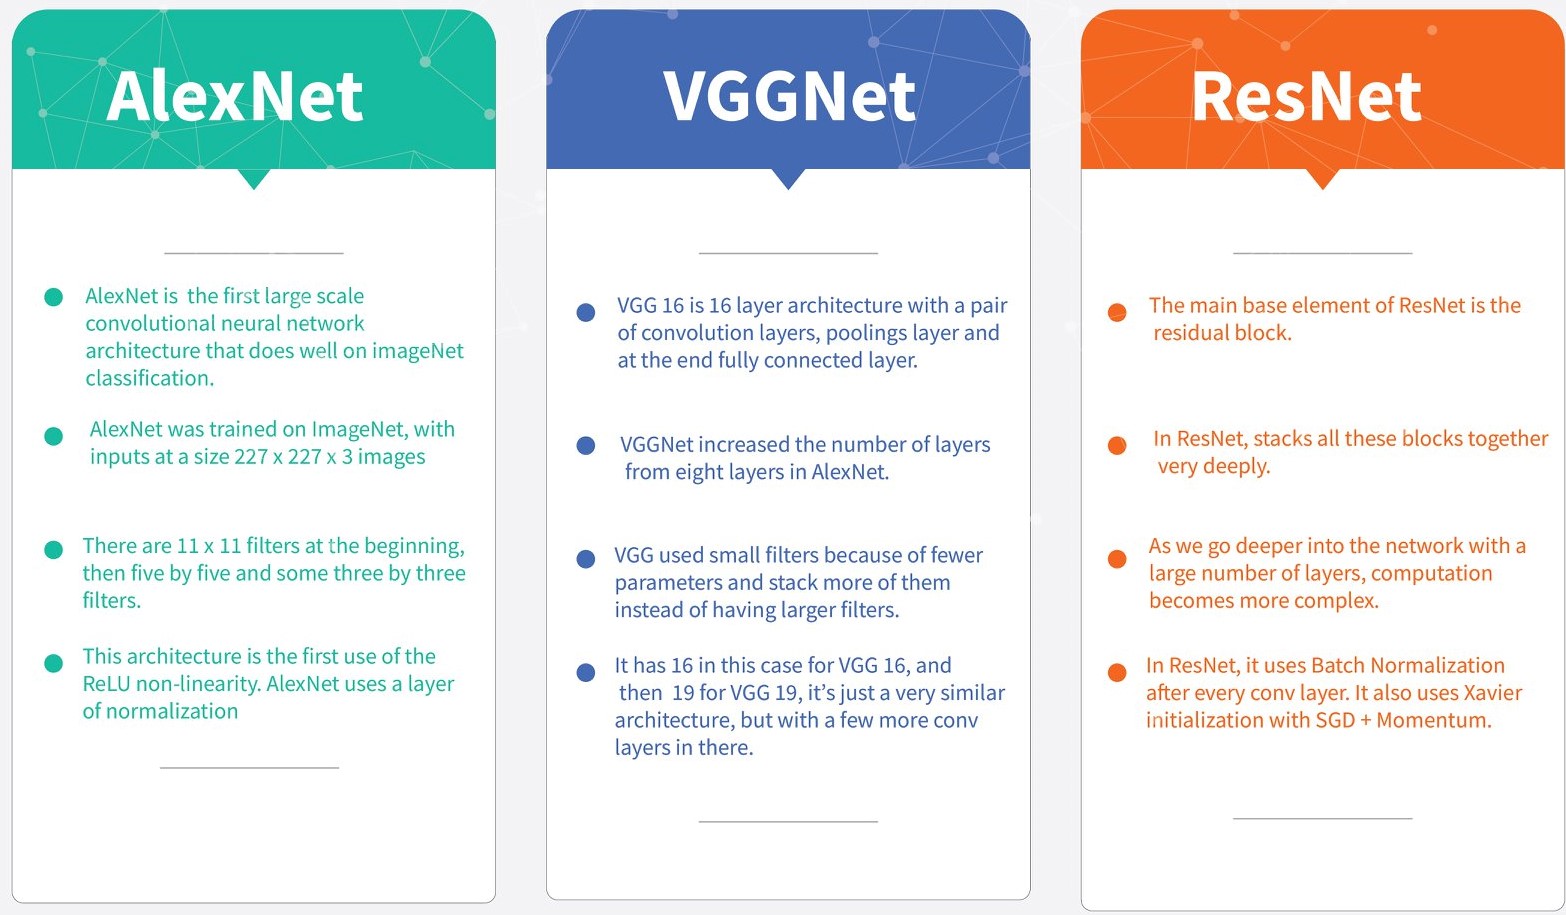 AlexNet
AlexNet is the first large scale
convolutional neural network
architecture that does well on imageNet
classification.
AlexNet was trained on ImageNet, with
inputs at a size 227 x 227 x 3 images
There are 11 x 11 filters at the beginning,
then five by five and some three by three
filters.
This architecture is the first use of the
ReLU non-linearity. AlexNet uses a layer
of normalization
VGGNet
VGG 16 is 16 layer architecture with a pair
of convolution layers, poolings layer and
at the end fully connected layer.
VGGNet increased the number of layers
from eight layers in AlexNet.
VGG used small filters because of fewer
parameters and stack more of them
instead of having larger filters.
It has 16 in this case for VGG 16, and
then 19 for VGG 19, it’s just a very similar
architecture, but with a few more conv
layers in there.
ResNet
The main base element of ResNet is the
residual block.
In ResNet, stacks all these blocks together
very deeply.
As we go deeper into the network with a
large number of layers, computation
becomes more complex.
In ResNet, it uses Batch Normalization
after every conv layer. It also uses Xavier
initialization with SGD + Momentum.